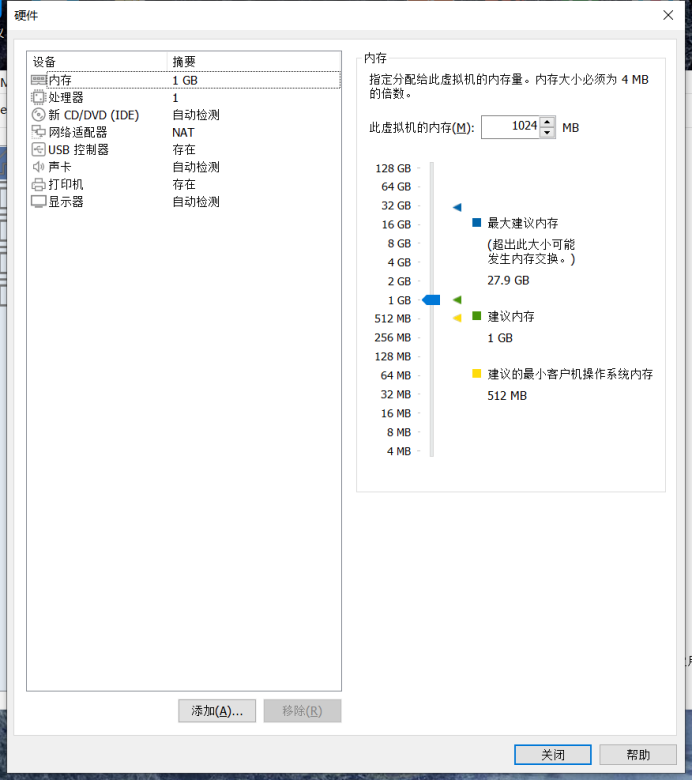 硬件
设备 摘要
内存 1 GB
处理器 1
新 CD/DVD (IDE) 自动检测
网络适配器 NAT
USB 控制器 存在
声卡 自动检测
打印机 存在
显示器 自动检测
添加(A)...
移除(R)
内存
指定分配给此虚拟机的内存量。内存大小必须为 4 MB
的倍数。
此虚拟机的内存(M): 1024 MB
128 GB
64 GB
32 GB
16 GB
8 GB
4 GB
2 GB
1 GB
512 MB
256 MB
128 MB
64 MB
32 MB
16 MB
8 MB
4 MB
最大建议内存
(超出此大小可能
发生内存交换。)
27.9 GB
建议内存
1 GB
建议的最小客户机操作系统内存
512 MB
关闭
帮助